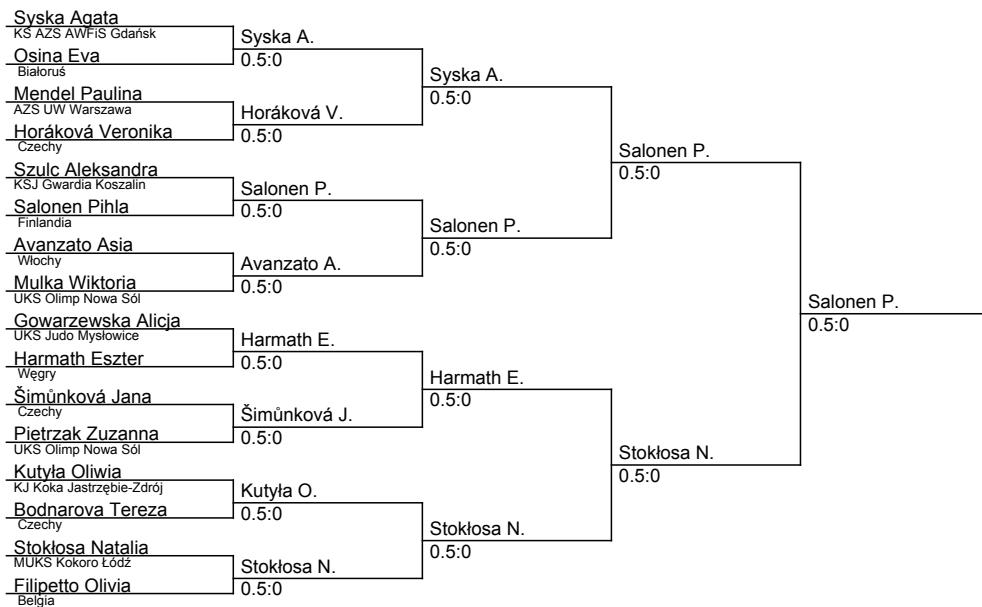 Syska Agata
KS AZS AWFiS Gdańsk
Osina Eva
Białoruś
Mendel Paulina
AZS UW Warszawa
Horáková Veronika
Czechy
Szulc Aleksandra
KSJ Gwardia Koszalin
Salonen Pihla
Finlandia
Avanzato Asia
Włochy
Mulka Wiktoria
UKS Olimp Nowa Sól
Gowarzewska Alicja
UKS Judo Mysłowice
Harmath Eszter
Węgry
Šimůnková Jana
Czechy
Pietrzak Zuzanna
UKS Olimp Nowa Sól
Kutyła Oliwia
KJ Koka Jastrzębie-Zdrój
Bodnarova Tereza
Czechy
Stokłosa Natalia
MUKS Kokoro Łódź
Filipetto Olivia
Belgia
Syska A.
0.5:0
Horáková V.
0.5:0
Salonen P.
0.5:0
Avanzato A.
0.5:0
Harmath E.
0.5:0
Šimůnková J.
0.5:0
Kutyła O.
0.5:0
Stokłosa N.
0.5:0
Syska A.
0.5:0
Salonen P.
0.5:0
Harmath E.
0.5:0
Stokłosa N.
0.5:0
Salonen P.
0.5:0
Stokłosa N.
0.5:0
Salonen P.
0.5:0